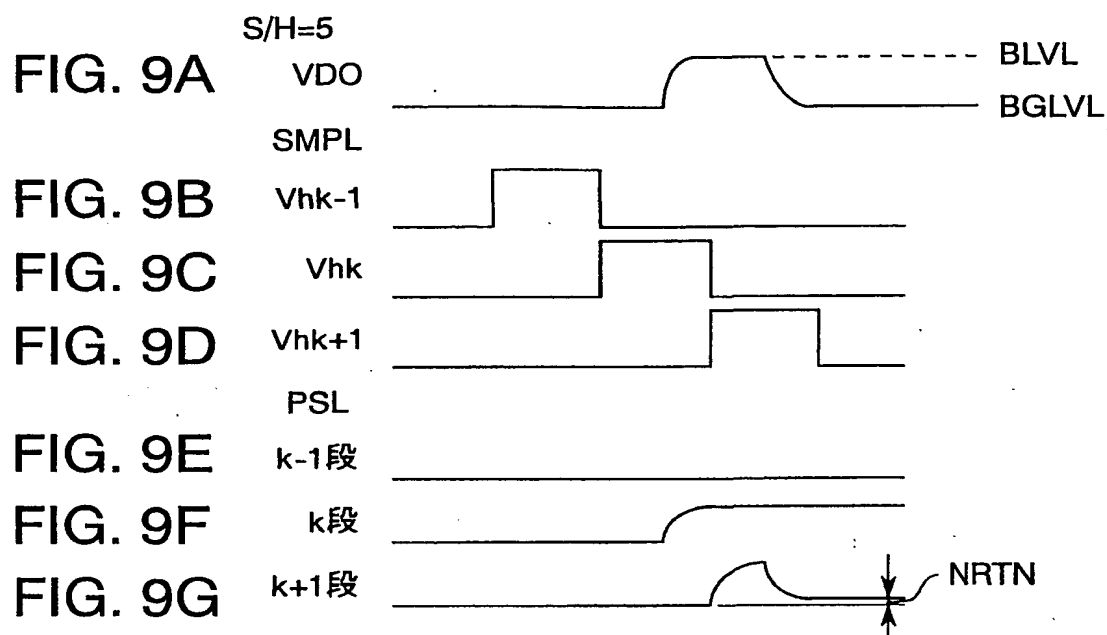 S/H=5
FIG. 9A VDO BLVL
BGLVL
SMPL
FIG. 9B Vhk-1
FIG. 9C Vhk
FIG. 9D Vhk+1
PSL
FIG. 9E k-1段
FIG. 9F k段
FIG. 9G k+1段 NRTN